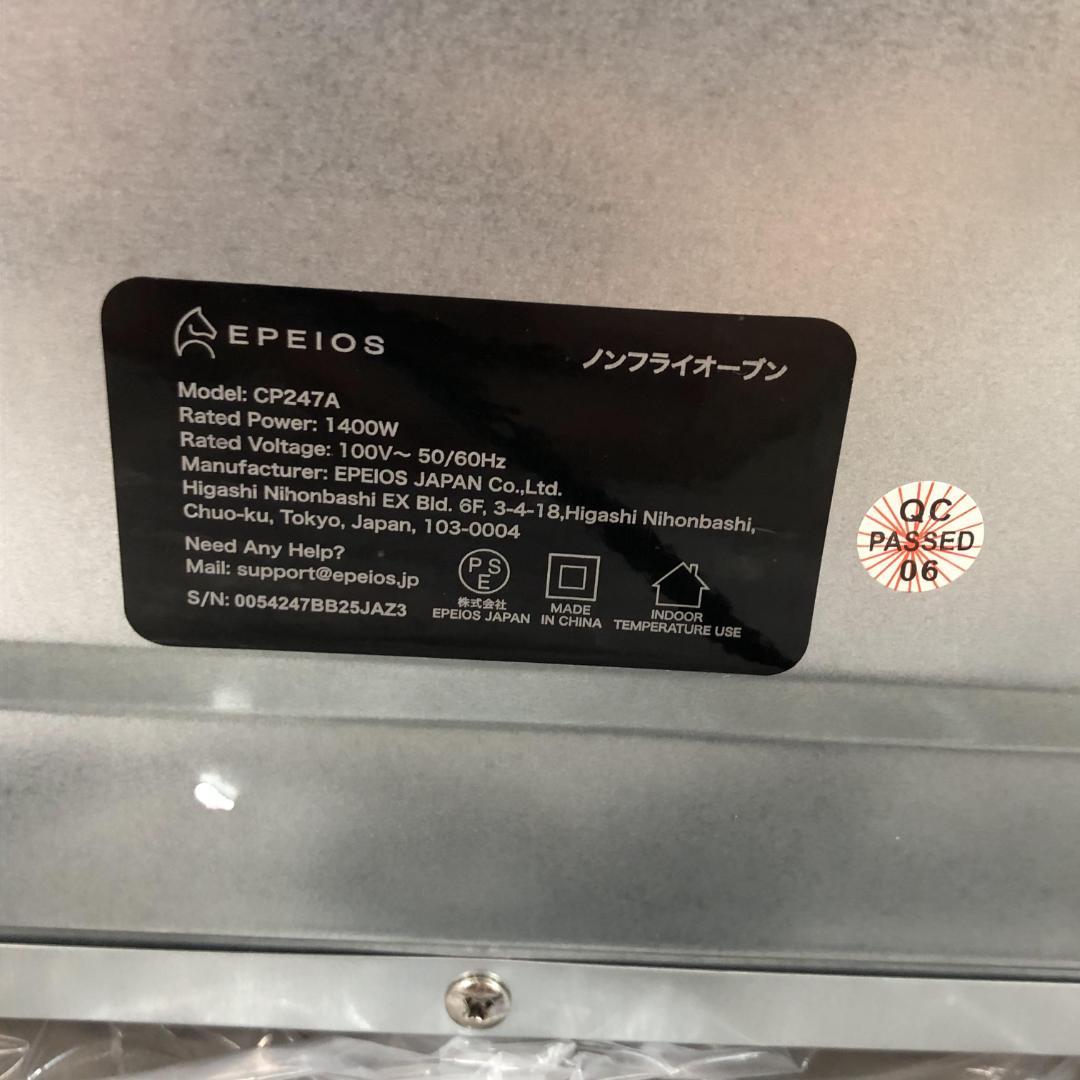 EPEIOS
ノンフライオーブン
Model: CP247A
Rated Power: 1400W
Rated Voltage: 100V～ 50/60Hz
Manufacturer: EPEIOS JAPAN Co.,Ltd.
Higashi Nihonbashi EX Bld. 6F, 3-4-18,Higashi Nihonbashi,
Chuo-ku, Tokyo, Japan, 103-0004
Need Any Help?
Mail: support@epeios.jp
S/N: 0054247BB25JAZ3
PS
E
株式会社
EPEIOS JAPAN
MADE
IN CHINA
INDOOR
TEMPERATURE USE
QC
PASSED
06